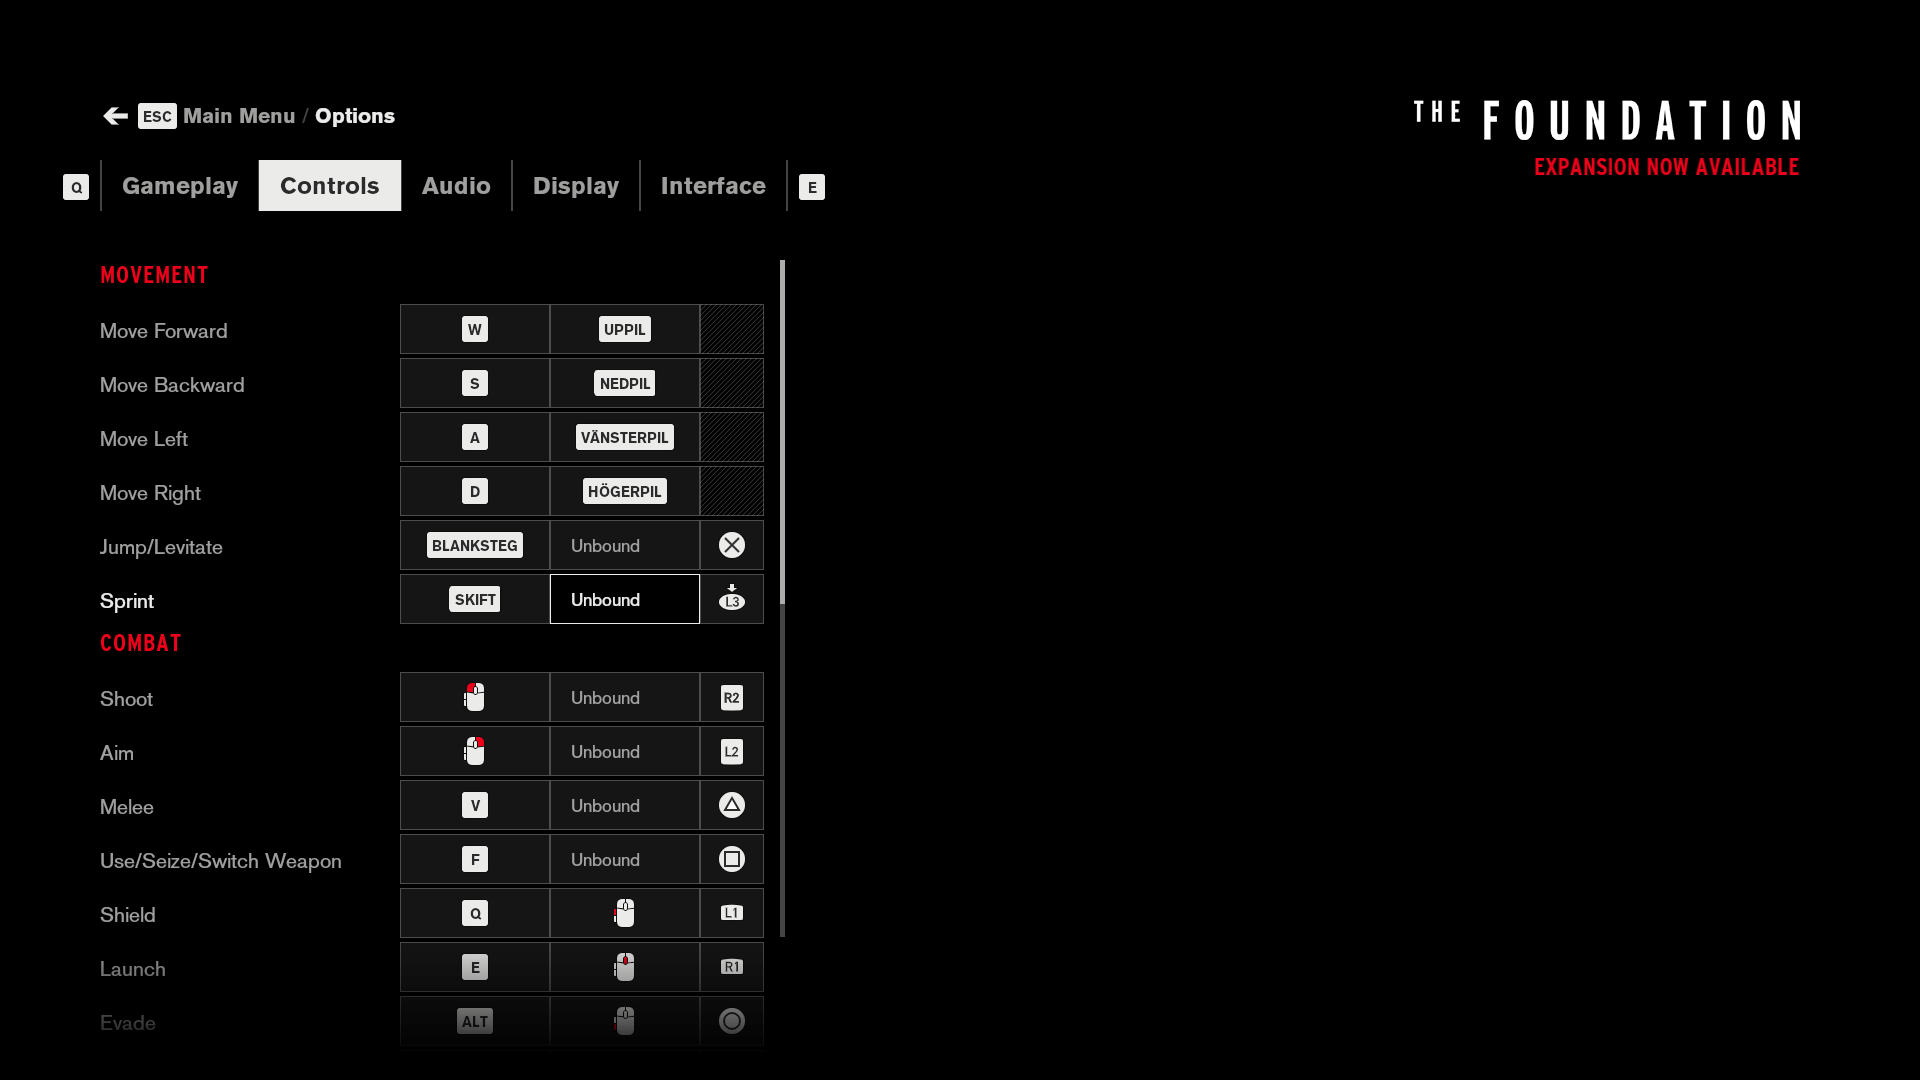 ESC Main Menu / Options
THE FOUNDATION
EXPANSION NOW AVAILABLE
Q Gameplay Controls Audio Display Interface E
MOVEMENT
Move Forward W UPPIL
Move Backward S NEDPIL
Move Left A VÄNSTERPIL
Move Right D HÖGERPIL
Jump/Levitate BLANKSTEG Unbound
Sprint SKIFT Unbound L3
COMBAT
Shoot Unbound R2
Aim Unbound L2
Melee V Unbound
Use/Seize/Switch Weapon F Unbound
Shield Q L1
Launch E R1
Evade ALT